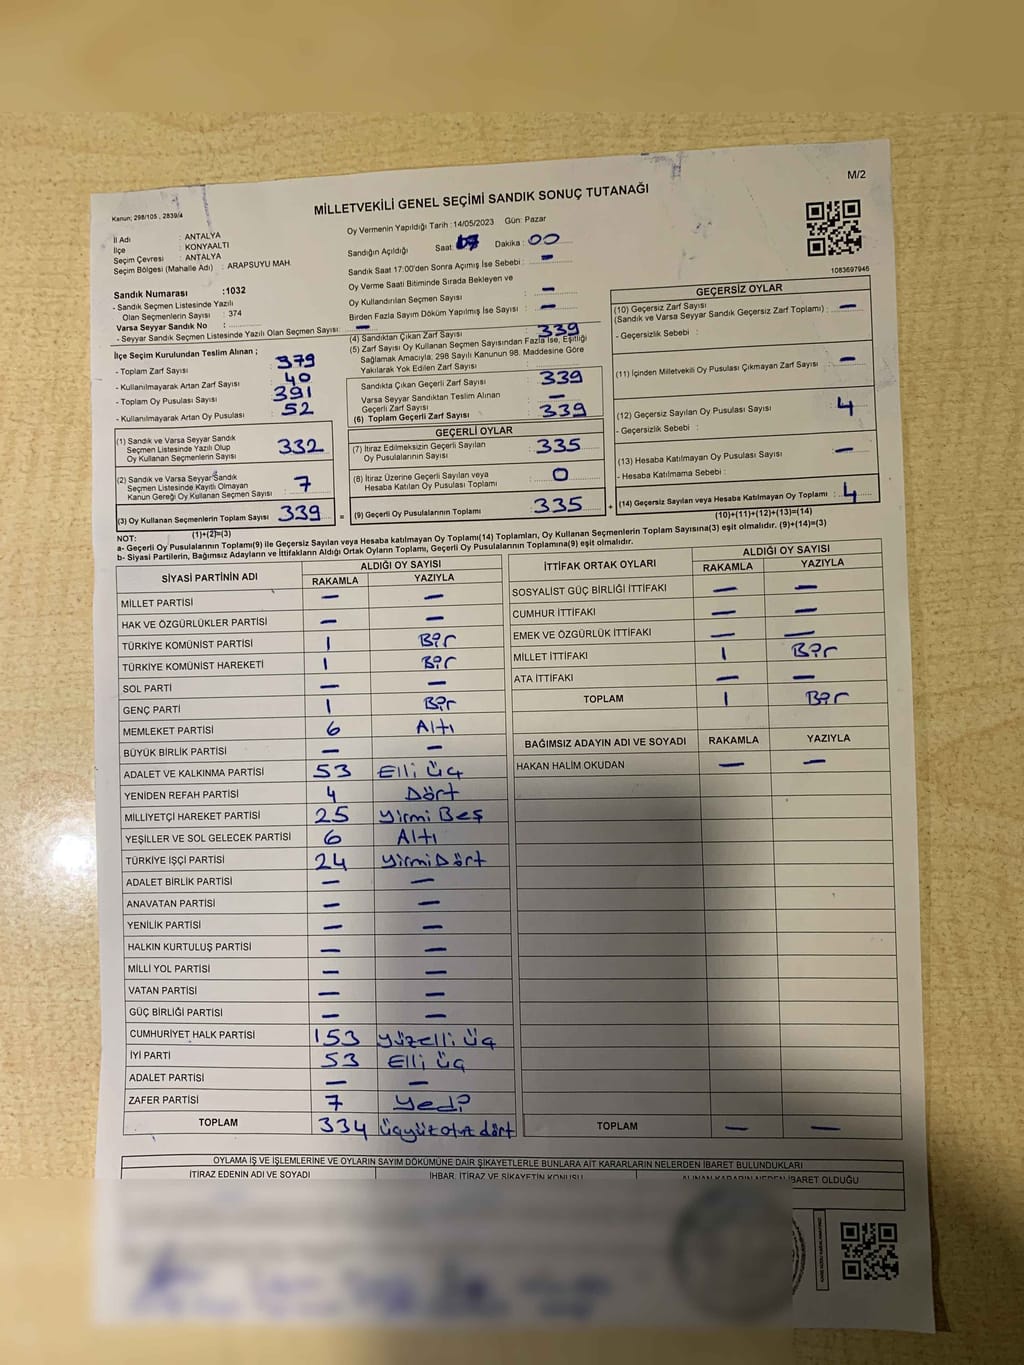 M/2
MİLLETVEKİLİ GENEL SEÇİMİ SANDIK SONUÇ TUTANAĞI
Kanun; 298/105 , 2839/4
İl Adı : ANTALYA
İlçe : KONYAALTI
Seçim Çevresi : ANTALYA
Seçim Bölgesi (Mahalle Adı) : ARAPSUYU MAH.
Sandık Numarası :1032
- Sandık Seçmen Listesinde Yazılı
Olan Seçmenlerin Sayısı : 374
Varsa Seyyar Sandık No :
- Seyyar Sandık Seçmen Listesinde Yazılı Olan Seçmen Sayısı: —
İlçe Seçim Kurulundan Teslim Alınan ;
- Toplam Zarf Sayısı : 379
- Kullanılmayarak Artan Zarf Sayısı : 40
- Toplam Oy Pusulası Sayısı : 391
- Kullanılmayarak Artan Oy Pusulası : 52
(1) Sandık ve Varsa Seyyar Sandık
Seçmen Listesinde Yazılı Olup
Oy Kullanan Seçmenlerin Sayısı : 332
(2) Sandık ve Varsa Seyyar Sandık
Seçmen Listesinde Kayıtlı Olmayan
Kanun Gereği Oy Kullanan Seçmen Sayısı : 7
(3) Oy Kullanan Seçmenlerin Toplam Sayısı : 339
(1)+(2)=(3)
Oy Vermenin Yapıldığı Tarih : 14/05/2023 Gün: Pazar
Sandığın Açıldığı Saat: Dakika : 00
Sandık Saat 17:00'den Sonra Açımış İse Sebebi : —
Oy Verme Saati Bitiminde Sırada Bekleyen ve
Oy Kullandırılan Seçmen Sayısı : —
Birden Fazla Sayım Döküm Yapılmış İse Sayısı : —
(4) Sandıktan Çıkan Zarf Sayısı : 339
(5) Zarf Sayısı Oy Kullanan Seçmen Sayısından Fazla İse, Eşitliği
Sağlamak Amacıyla; 298 Sayılı Kanunun 98. Maddesine Göre
Yakılarak Yok Edilen Zarf Sayısı :
Sandıkta Çıkan Geçerli Zarf Sayısı : 339
Varsa Seyyar Sandıktan Teslim Alınan
Geçerli Zarf Sayısı : —
(6) Toplam Geçerli Zarf Sayısı : 339
GEÇERLİ OYLAR
(7) İtiraz Edilmeksizin Geçerli Sayılan
Oy Pusulalarının Sayısı : 335
(8) İtiraz Üzerine Geçerli Sayılan veya
Hesaba Katılan Oy Pusulası Toplamı : 0
= (9) Geçerli Oy Pusulalarının Toplamı : 335 +
1083697946
GEÇERSİZ OYLAR
(10) Geçersiz Zarf Sayısı
(Sandık ve Varsa Seyyar Sandık Geçersiz Zarf Toplamı) : —
- Geçersizlik Sebebi :
(11) İçinden Milletvekili Oy Pusulası Çıkmayan Zarf Sayısı : —
(12) Geçersiz Sayılan Oy Pusulası Sayısı : 4
- Geçersizlik Sebebi :
(13) Hesaba Katılmayan Oy Pusulası Sayısı : —
- Hesaba Katılmama Sebebi :
(14) Geçersiz Sayılan veya Hesaba Katılmayan Oy Toplamı : 4
(10)+(11)+(12)+(13)=(14)
NOT:
a- Geçerli Oy Pusulalarının Toplamı(9) ile Geçersiz Sayılan veya Hesaba katılmayan Oy Toplamı(14) Toplamları, Oy Kullanan Seçmenlerin Toplam Sayısına(3) eşit olmalıdır. (9)+(14)=(3)
b- Siyasi Partilerin, Bağımsız Adayların ve İttifakların Aldığı Ortak Oyların Toplamı, Geçerli Oy Pusulalarının Toplamına(9) eşit olmalıdır.
SİYASİ PARTİNİN ADI ALDIĞI OY SAYISI
RAKAMLA YAZIYLA
MİLLET PARTİSİ — —
HAK VE ÖZGÜRLÜKLER PARTİSİ — —
TÜRKİYE KOMÜNİST PARTİSİ 1 Bir
TÜRKİYE KOMÜNİST HAREKETİ 1 Bir
SOL PARTİ — —
GENÇ PARTİ 1 Bir
MEMLEKET PARTİSİ 6 Altı
BÜYÜK BİRLİK PARTİSİ — —
ADALET VE KALKINMA PARTİSİ 53 Elli üç
YENİDEN REFAH PARTİSİ 4 Dört
MİLLİYETÇİ HAREKET PARTİSİ 25 Yirmi Beş
YEŞİLLER VE SOL GELECEK PARTİSİ 6 Altı
TÜRKİYE İŞÇİ PARTİSİ 24 Yirmi Dört
ADALET BİRLİK PARTİSİ — —
ANAVATAN PARTİSİ — —
YENİLİK PARTİSİ — —
HALKIN KURTULUŞ PARTİSİ — —
MİLLİ YOL PARTİSİ — —
VATAN PARTİSİ — —
GÜÇ BİRLİĞİ PARTİSİ — —
CUMHURİYET HALK PARTİSİ 153 Yüzelli üç
İYİ PARTİ 53 Elli üç
ADALET PARTİSİ — —
ZAFER PARTİSİ 7 Yedi
TOPLAM 334 üçyüz otuz dört
İTTİFAK ORTAK OYLARI ALDIĞI OY SAYISI
RAKAMLA YAZIYLA
SOSYALİST GÜÇ BİRLİĞİ İTTİFAKI — —
CUMHUR İTTİFAKI — —
EMEK VE ÖZGÜRLÜK İTTİFAKI — —
MİLLET İTTİFAKI 1 Bir
ATA İTTİFAKI — —
TOPLAM 1 Bir
BAĞIMSIZ ADAYIN ADI VE SOYADI RAKAMLA YAZIYLA
HAKAN HALİM OKUDAN — —
TOPLAM — —
OYLAMA İŞ VE İŞLEMLERİNE VE OYLARIN SAYIM DÖKÜMÜNE DAİR ŞİKAYETLERLE BUNLARA AİT KARARLARIN NELERDEN İBARET BULUNDUKLARI
İTİRAZ EDENİN ADI VE SOYADI İHBAR, İTİRAZ VE ŞİKAYETİN KONUSU ALINAN KARARIN NEDEN İBARET OLDUĞU